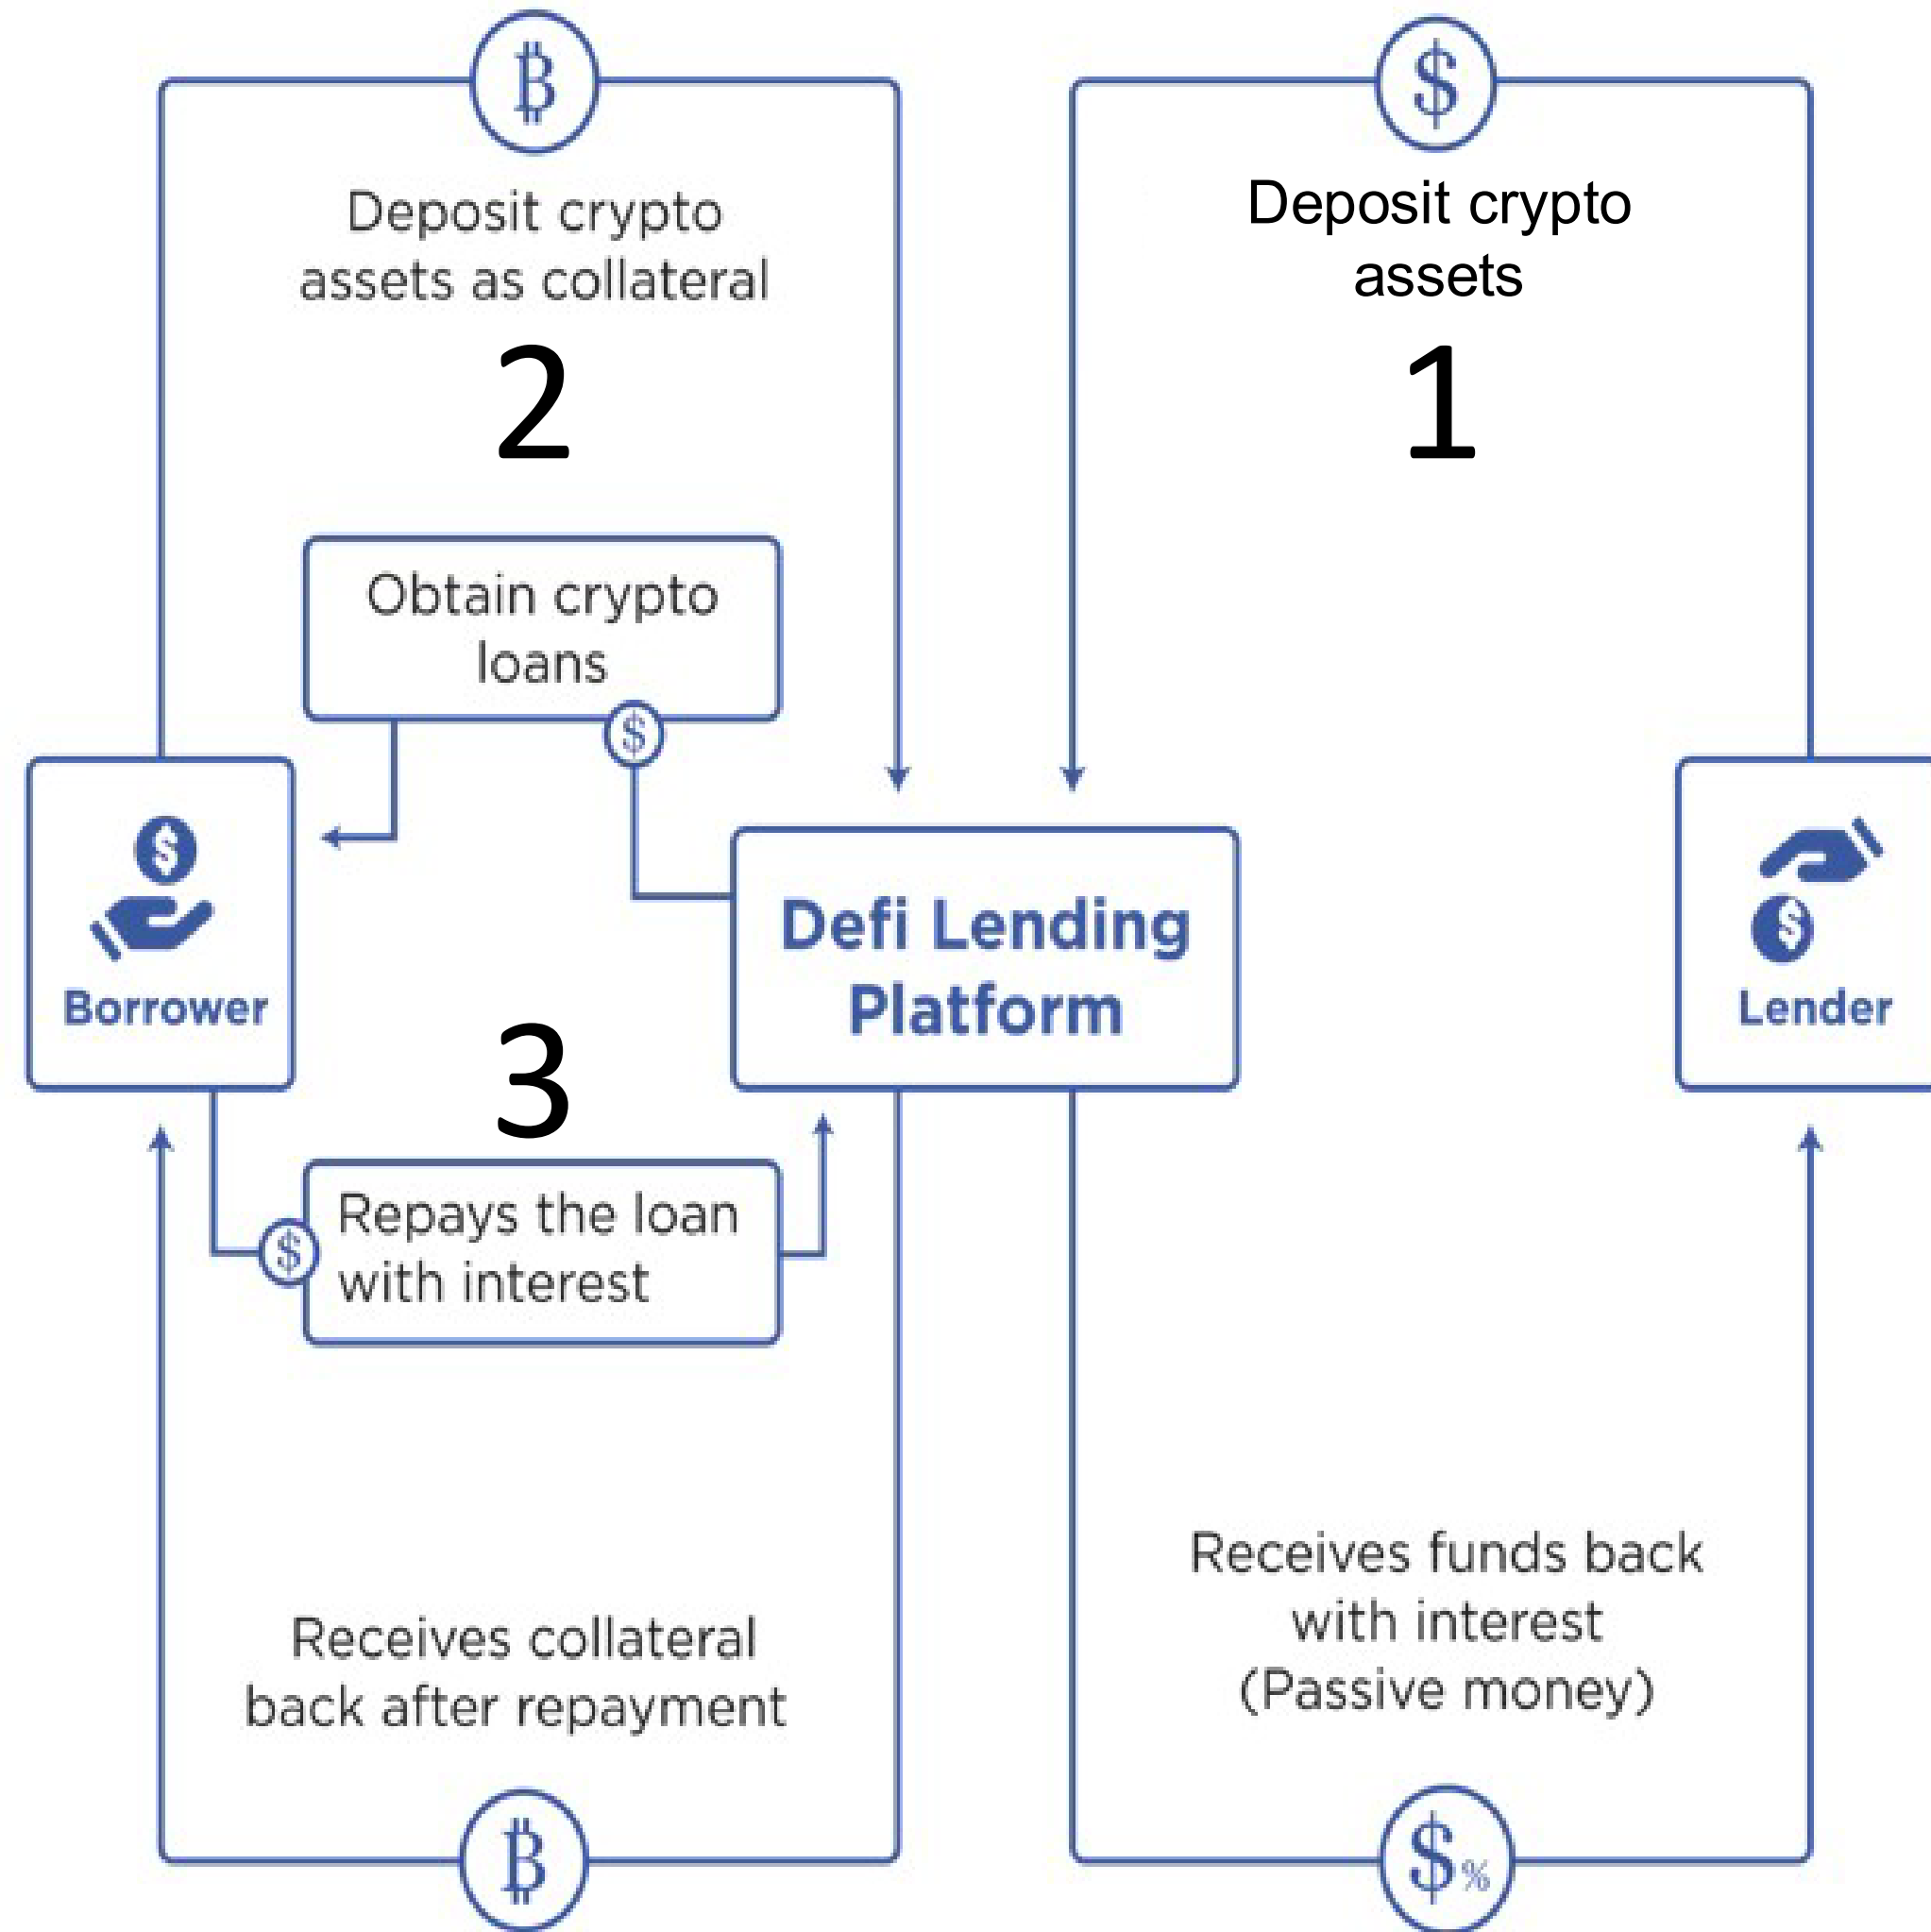 ₿
$
Deposit crypto
assets as collateral
2
Deposit crypto
assets
1
Obtain crypto
loans
$
$
Borrower
Defi Lending
Platform
$
Lender
3
$
Repays the loan
with interest
Receives collateral
back after repayment
Receives funds back
with interest
(Passive money)
₿
$%